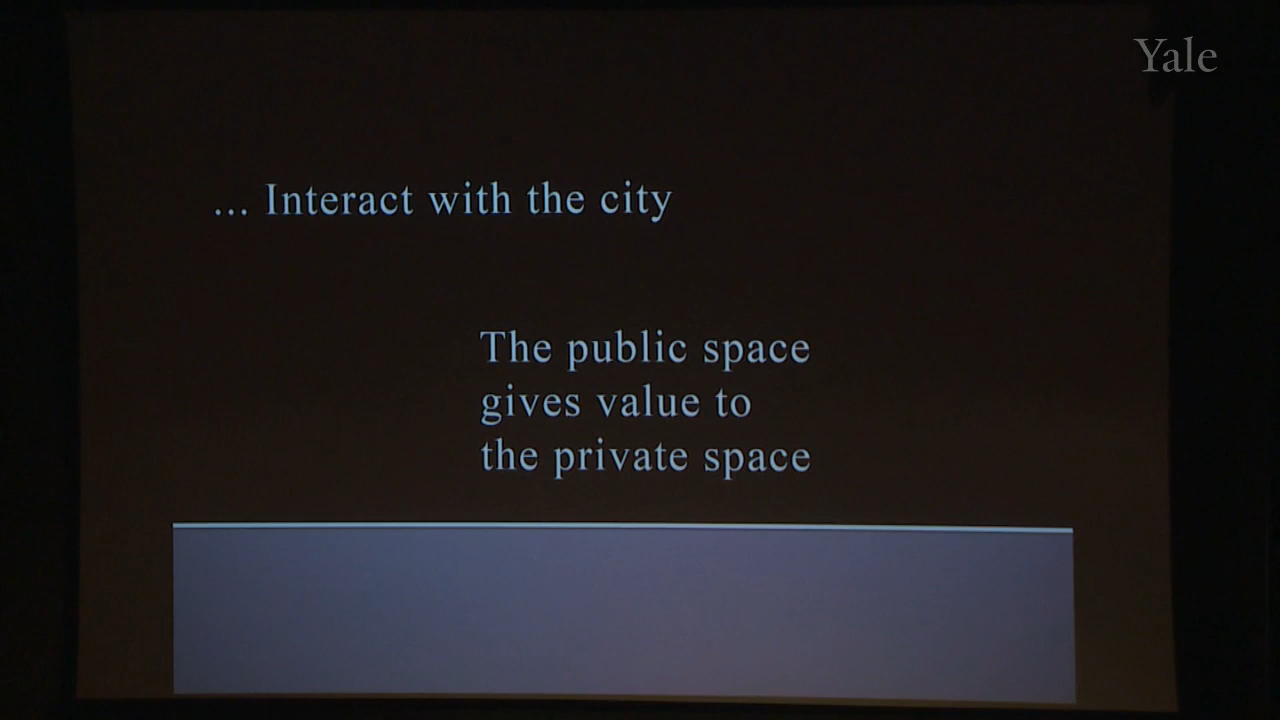 Yale
... Interact with the city
The public space
gives value to
the private space